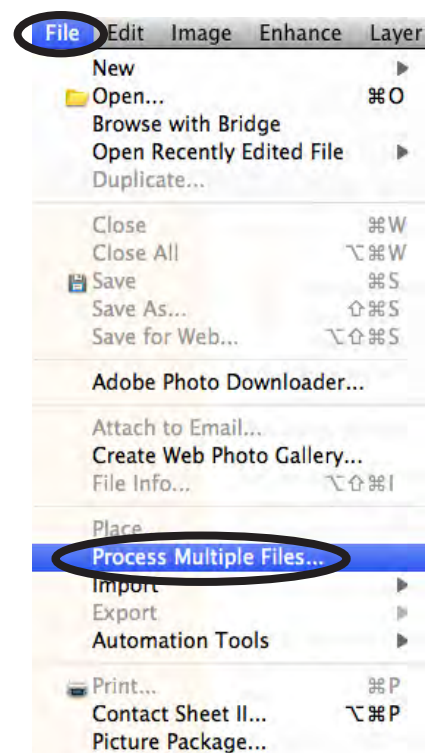 File Edit Image Enhance Layer
New
Open... ⌘O
Browse with Bridge
Open Recently Edited File
Duplicate...
Close ⌘W
Close All ⌥⌘W
Save ⌘S
Save As... ⇧⌘S
Save for Web... ⌥⇧⌘S
Adobe Photo Downloader...
Attach to Email...
Create Web Photo Gallery...
File Info... ⌥⇧⌘I
Place
Process Multiple Files...
Import
Export
Automation Tools
Print... ⌘P
Contact Sheet II... ⌥⌘P
Picture Package...